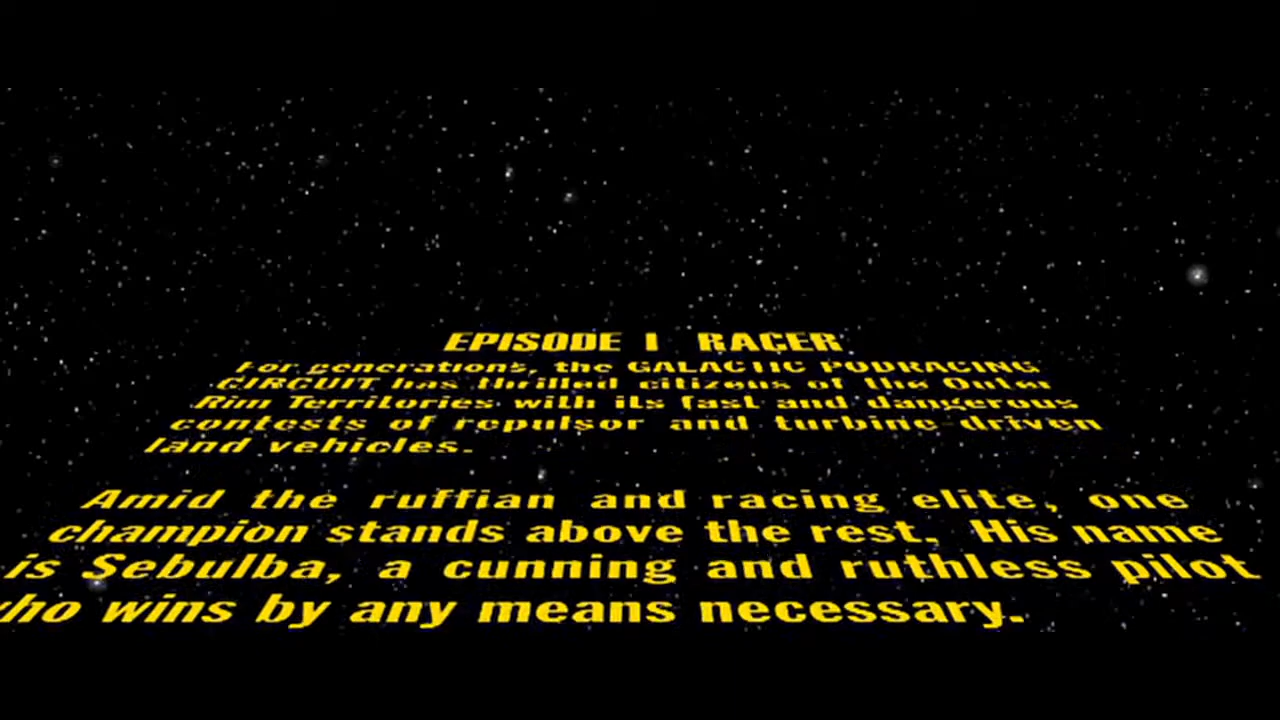 EPISODE I RACER
For generations, the GALACTIC PODRACING
CIRCUIT has thrilled citizens of the Outer
Rim Territories with its fast and dangerous
contests of repulsor and turbine-driven
land vehicles.
Amid the ruffian and racing elite, one
champion stands above the rest. His name
is Sebulba, a cunning and ruthless pilot
who wins by any means necessary.